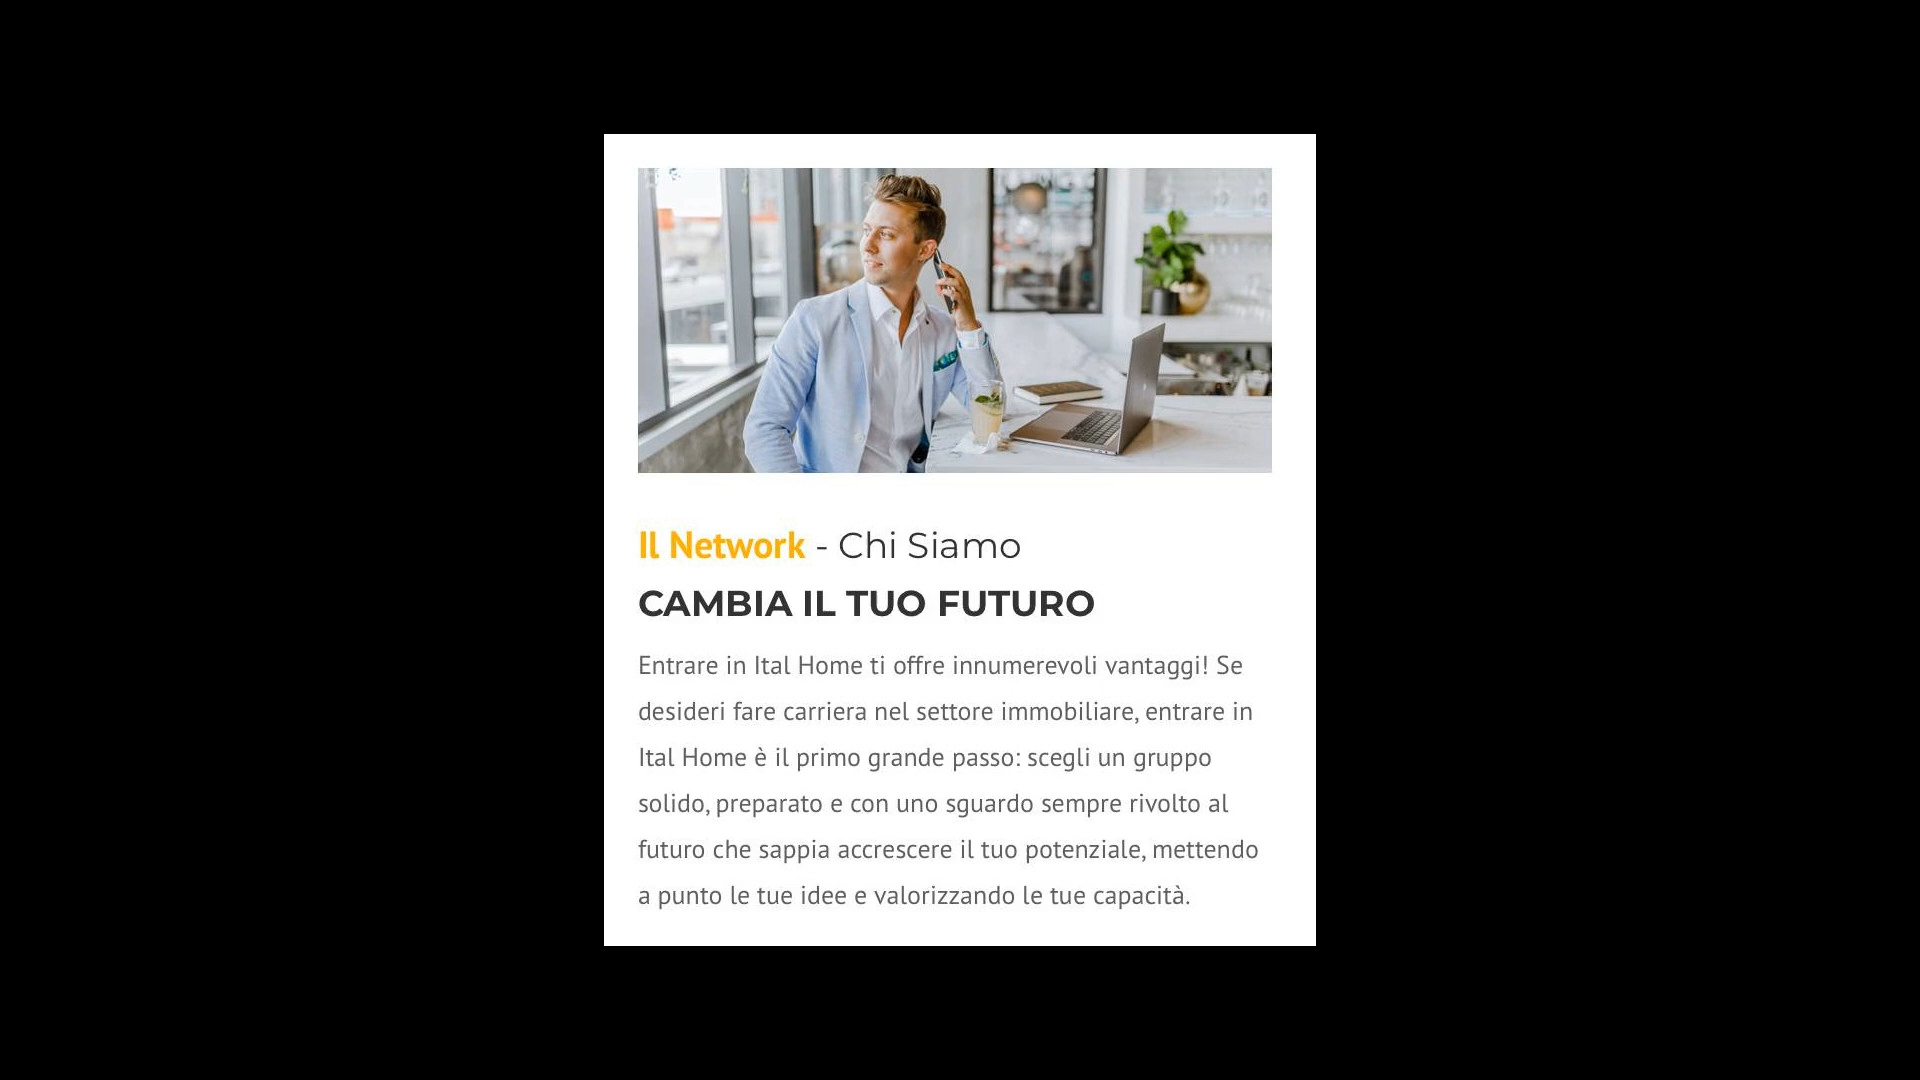 Il Network - Chi Siamo
CAMBIA IL TUO FUTURO
Entrare in Ital Home ti offre innumerevoli vantaggi! Se
desideri fare carriera nel settore immobiliare, entrare in
Ital Home è il primo grande passo: scegli un gruppo
solido, preparato e con uno sguardo sempre rivolto al
futuro che sappia accrescere il tuo potenziale, mettendo
a punto le tue idee e valorizzando le tue capacità.